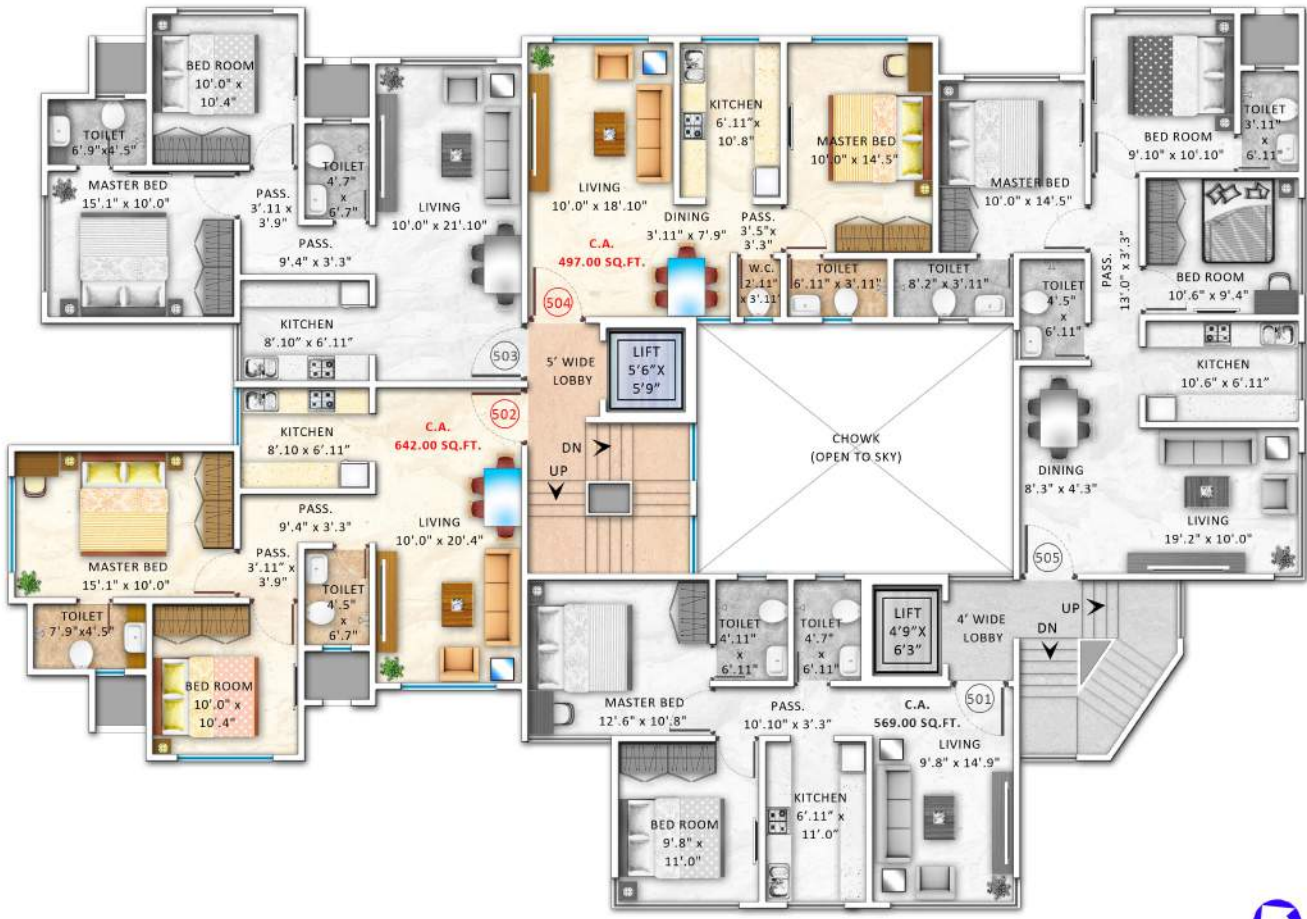 BED ROOM
10'.0" x
10'.4"
TOILET
6'.9"x4'.5"
MASTER BED
15'.1" x 10'.0"
TOILET
4'.7"
x
6'.7"
PASS.
3'.11 x
3'.9"
PASS.
9'.4" x 3'.3"
LIVING
10'.0" x 21'.10"
KITCHEN
8'.10" x 6'.11"
503
LIVING
10'.0" x 18'.10"
C.A.
497.00 SQ.FT.
504
KITCHEN
6'.11"x
10'.8"
DINING
3'.11" x 7'.9"
PASS.
3'.5"x
3'.3"
MASTER BED
10'.0" x 14'.5"
W.C.
2'.11"
x 3'.11"
TOILET
6'.11" x 3'.11"
MASTER BED
10'.0" x 14'.5"
TOILET
8'.2" x 3'.11"
BED ROOM
9'.10" x 10'.10"
TOILET
3'.11"
x
6'.11"
PASS.
13'.0" x 3'.3"
BED ROOM
10'.6" x 9'.4"
TOILET
4'.5"
x
6'.11"
KITCHEN
10'.6" x 6'.11"
DINING
8'.3" x 4'.3"
LIVING
19'.2" x 10'.0"
505
5' WIDE
LOBBY
LIFT
5'6"X
5'9"
DN
UP
CHOWK
(OPEN TO SKY)
502
C.A.
642.00 SQ.FT.
KITCHEN
8'.10 x 6'.11"
PASS.
9'.4" x 3'.3"
LIVING
10'.0" x 20'.4"
PASS.
3'.11" x
3'.9"
MASTER BED
15'.1" x 10'.0"
TOILET
4'.5"
x
6'.7"
TOILET
7'.9"x4'.5"
BED ROOM
10'.0" x
10'.4"
TOILET
4'.11"
x
6'.11"
TOILET
4'.7"
x
6'.11"
LIFT
4'9"X
6'3"
4' WIDE
LOBBY
UP
DN
MASTER BED
12'.6" x 10'.8"
PASS.
10'.10" x 3'.3"
C.A.
569.00 SQ.FT.
501
LIVING
9'.8" x 14'.9"
KITCHEN
6'.11" x
11'.0"
BED ROOM
9'.8" x
11'.0"